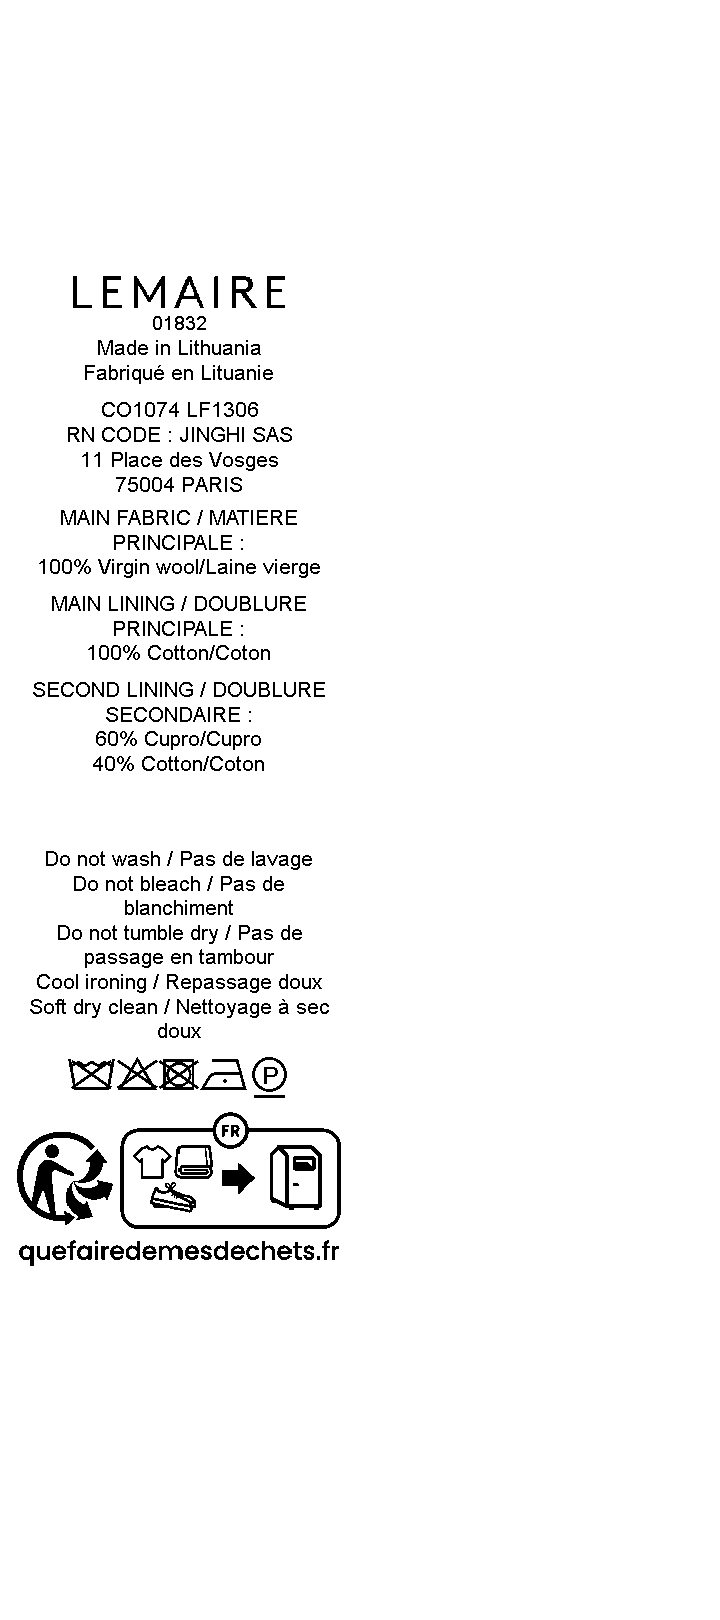 LEMAIRE
01832
Made in Lithuania
Fabriqué en Lituanie
CO1074 LF1306
RN CODE : JINGHI SAS
11 Place des Vosges
75004 PARIS
MAIN FABRIC / MATIERE
PRINCIPALE :
100% Virgin wool/Laine vierge
MAIN LINING / DOUBLURE
PRINCIPALE :
100% Cotton/Coton
SECOND LINING / DOUBLURE
SECONDAIRE :
60% Cupro/Cupro
40% Cotton/Coton
Do not wash / Pas de lavage
Do not bleach / Pas de
blanchiment
Do not tumble dry / Pas de
passage en tambour
Cool ironing / Repassage doux
Soft dry clean / Nettoyage à sec
doux
P
FR
quefairedemesdechets.fr